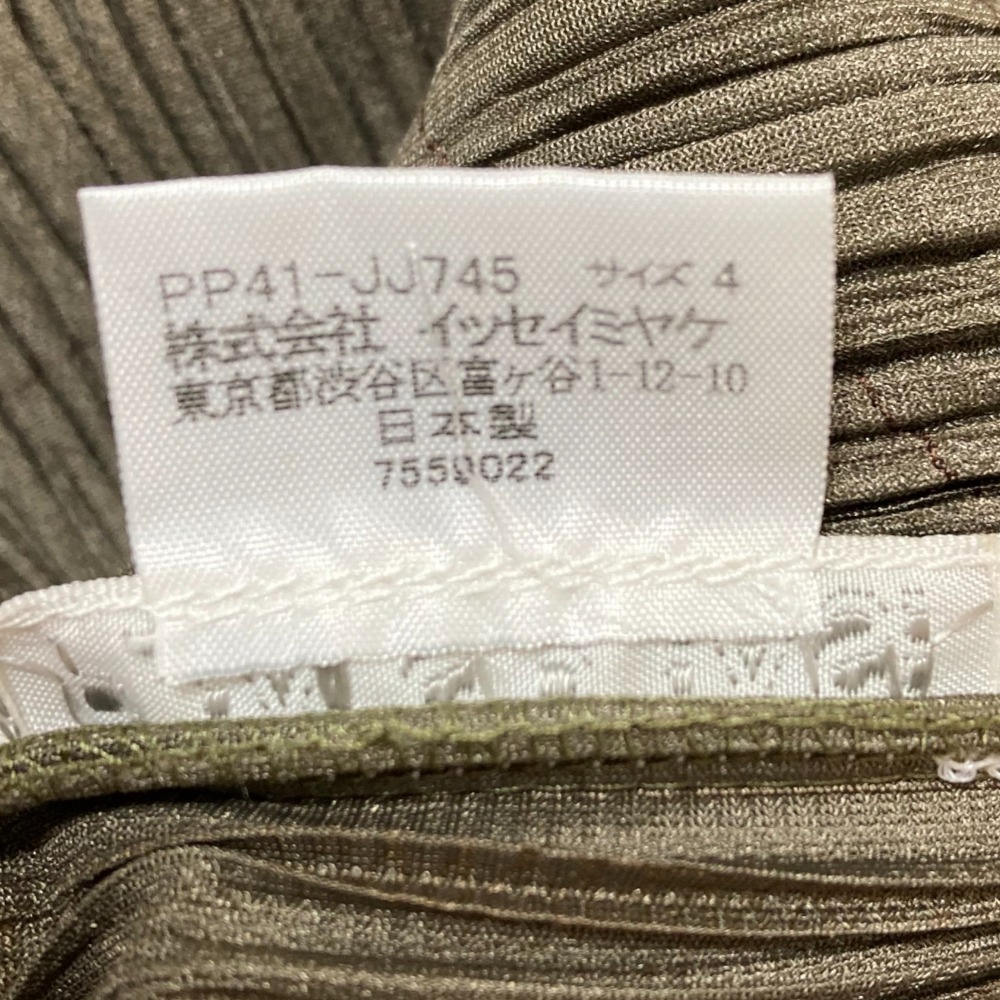 PP41-JJ745 サイズ 4
株式会社 イッセイミヤケ
東京都渋谷区富ヶ谷1-12-10
日本製
7559022